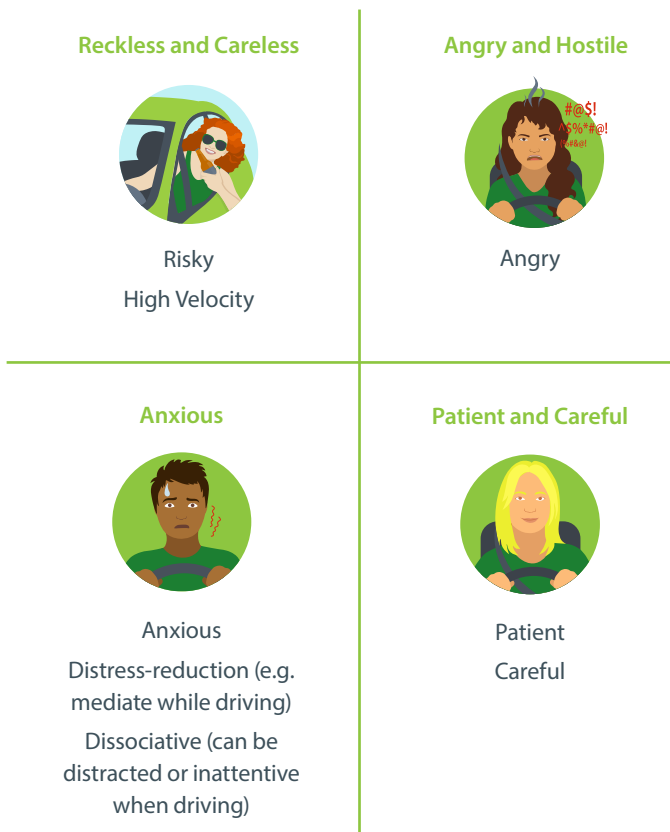 Reckless and Careless
Risky
High Velocity
Angry and Hostile
#@$!
^$%*#@!
Angry
Anxious
Anxious
Distress-reduction (e.g.
mediate while driving)
Dissociative (can be
distracted or inattentive
when driving)
Patient and Careful
Patient
Careful